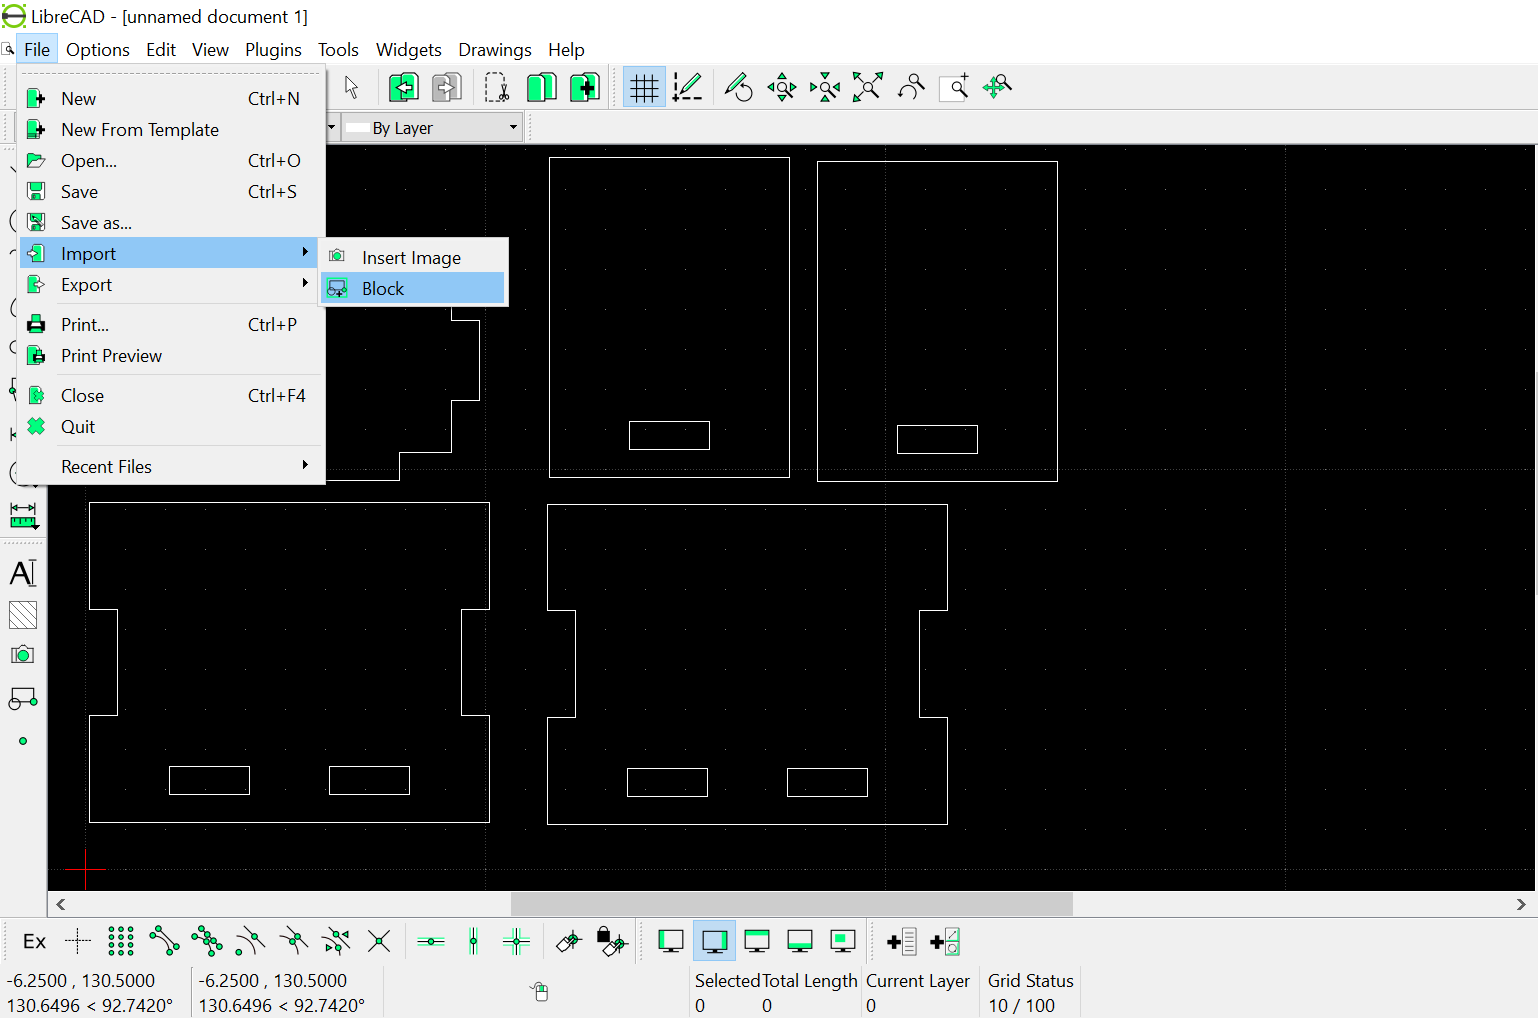 LibreCAD - [unnamed document 1]
File Options Edit View Plugins Tools Widgets Drawings Help
New Ctrl+N
New From Template
Open... Ctrl+O
Save Ctrl+S
Save as...
Import
Export
Print... Ctrl+P
Print Preview
Close Ctrl+F4
Quit
Recent Files
Insert Image
Block
By Layer
A
Ex
-6.2500 , 130.5000 -6.2500 , 130.5000 Selected Total Length Current Layer Grid Status
130.6496 < 92.7420° 130.6496 < 92.7420° 0 0 0 10 / 100